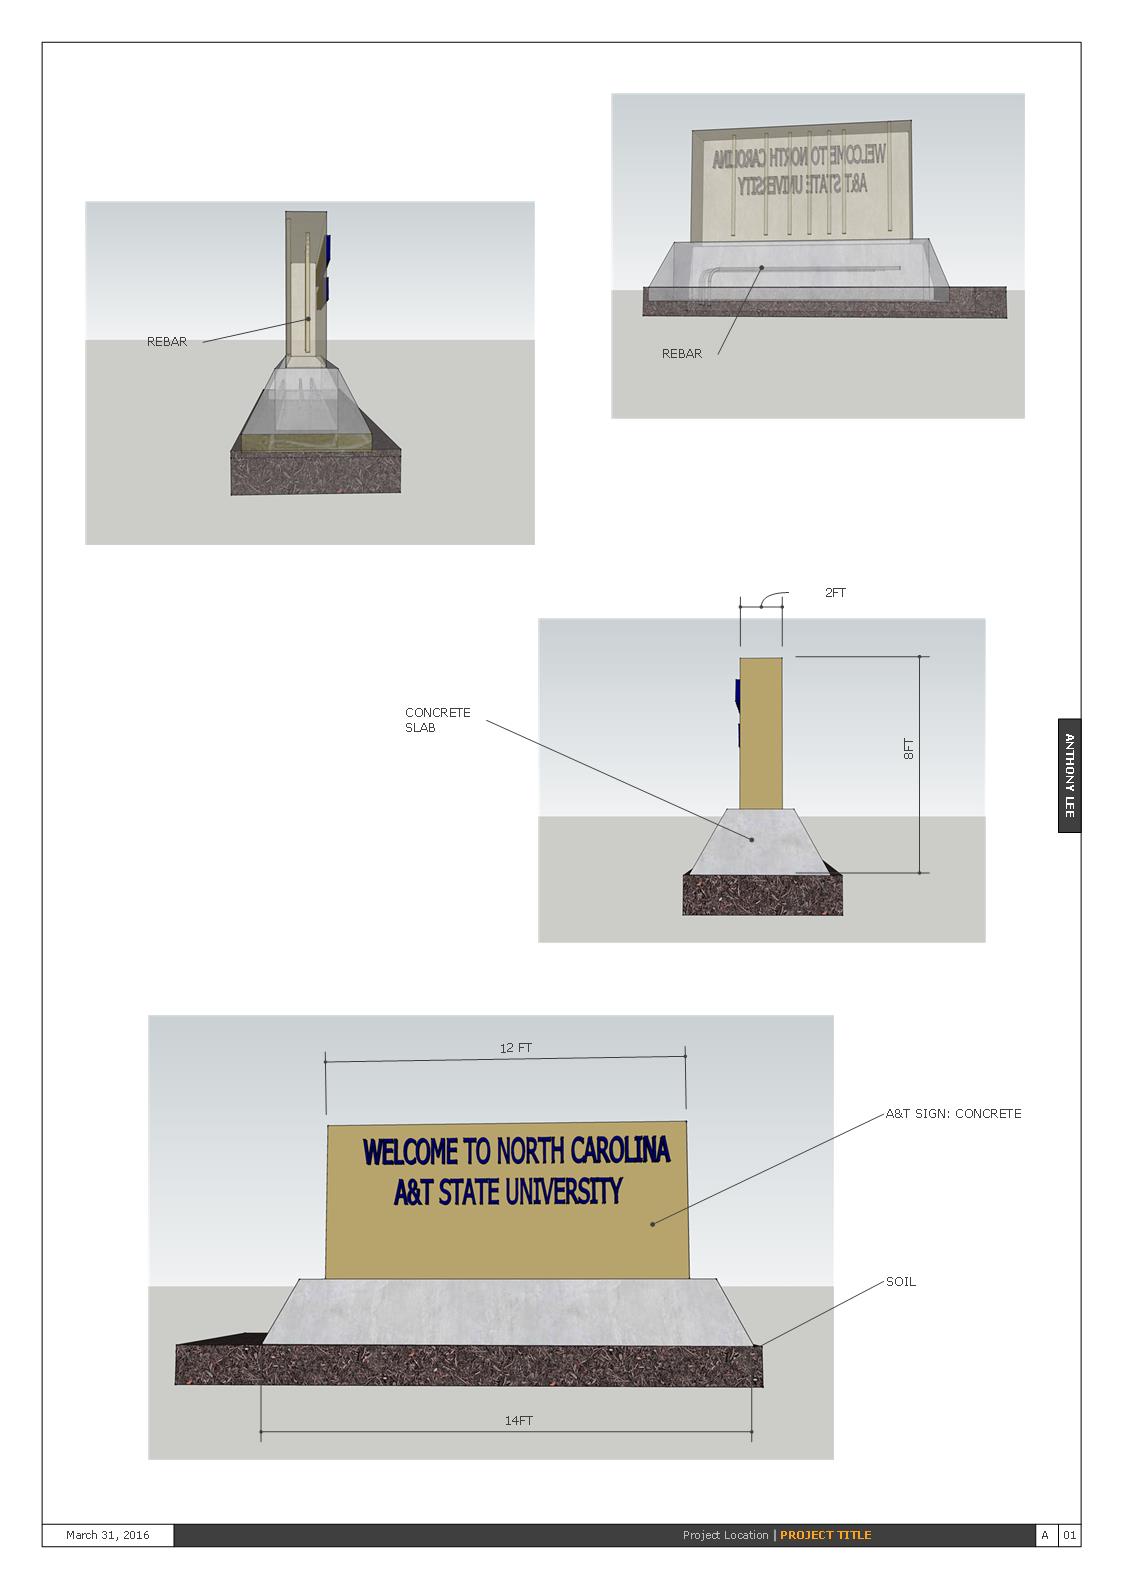 WELCOME TO NORTH CAROLINA
A&T STATE UNIVERSITY
REBAR
REBAR
2FT
CONCRETE
SLAB
8FT
ANTHONY LEE
12 FT
A&T SIGN: CONCRETE
WELCOME TO NORTH CAROLINA
A&T STATE UNIVERSITY
SOIL
14FT
March 31, 2016
Project Location | PROJECT TITLE
A
01